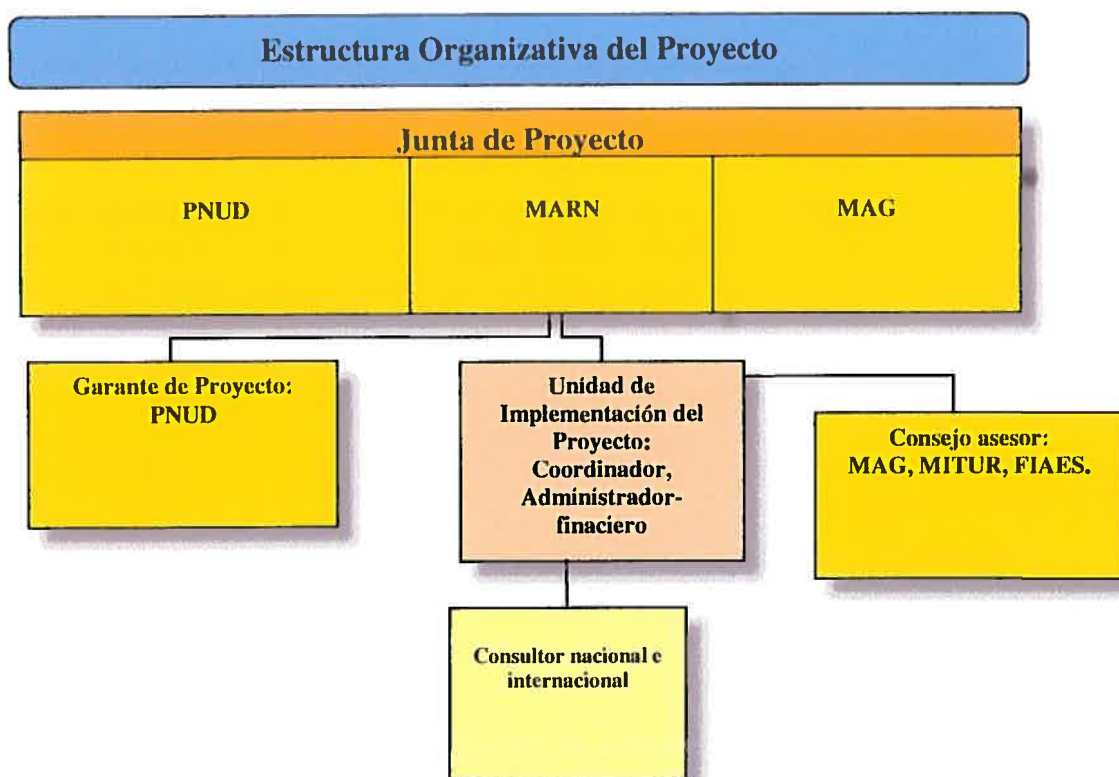 Estructura Organizativa del Proyecto
Junta de Proyecto
PNUD
MARN
MAG
Garante de Proyecto:
PNUD
Unidad de
Implementación del
Proyecto:
Coordinador,
Administrador-
finaciero
Consejo asesor:
MAG, MITUR, FIAES.
Consultor nacional e
internacional